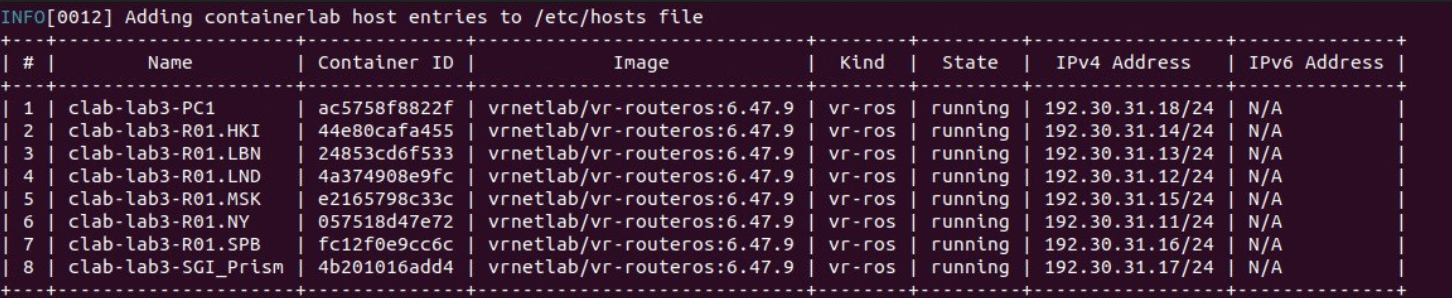 INFO[0012] Adding containerlab host entries to /etc/hosts file
+---+----------------------+--------------+------------------------------+--------+---------+-----------------+--------------+
| # |         Name         | Container ID |            Image             |  Kind  |  State  |  IPv4 Address   | IPv6 Address |
+---+----------------------+--------------+------------------------------+--------+---------+-----------------+--------------+
| 1 | clab-lab3-PC1        | ac5758f8822f | vrnetlab/vr-routeros:6.47.9 | vr-ros | running | 192.30.31.18/24 | N/A          |
| 2 | clab-lab3-R01.HKI    | 44e80cafa455 | vrnetlab/vr-routeros:6.47.9 | vr-ros | running | 192.30.31.14/24 | N/A          |
| 3 | clab-lab3-R01.LBN    | 24853cd6f533 | vrnetlab/vr-routeros:6.47.9 | vr-ros | running | 192.30.31.13/24 | N/A          |
| 4 | clab-lab3-R01.LND    | 4a374908e9fc | vrnetlab/vr-routeros:6.47.9 | vr-ros | running | 192.30.31.12/24 | N/A          |
| 5 | clab-lab3-R01.MSK    | e2165798c33c | vrnetlab/vr-routeros:6.47.9 | vr-ros | running | 192.30.31.15/24 | N/A          |
| 6 | clab-lab3-R01.NY     | 057518d47e72 | vrnetlab/vr-routeros:6.47.9 | vr-ros | running | 192.30.31.11/24 | N/A          |
| 7 | clab-lab3-R01.SPB    | fc12f0e9cc6c | vrnetlab/vr-routeros:6.47.9 | vr-ros | running | 192.30.31.16/24 | N/A          |
| 8 | clab-lab3-SGI_Prism | 4b201016add4 | vrnetlab/vr-routeros:6.47.9 | vr-ros | running | 192.30.31.17/24 | N/A          |
+---+----------------------+--------------+------------------------------+--------+---------+-----------------+--------------+